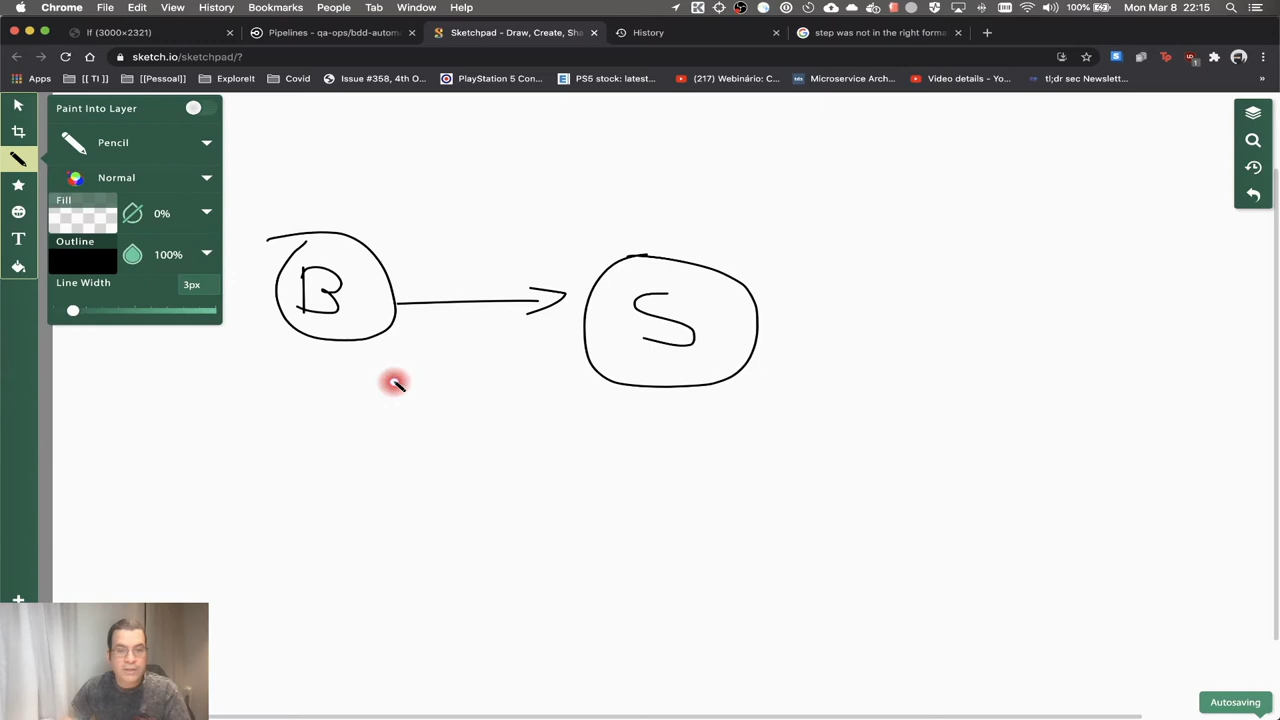 Chrome File Edit View History Bookmarks People Tab Window Help 100% Mon Mar 8 22:15
If (3000×2321) Pipelines - qa-ops/bdd-autom Sketchpad - Draw, Create, Sha History step was not in the right forma
sketch.io/sketchpad/?
Apps [[ TI ]] [[Pessoal]] ExploreIt Covid Issue #358, 4th O... PlayStation 5 Con... PS5 stock: latest... (217) Webinário: C... Microservice Arch... Video details - Yo... tl;dr sec Newslett... »
Paint Into Layer
Pencil
Normal
Fill
0%
Outline
100%
Line Width 3px
T
B
S
Autosaving